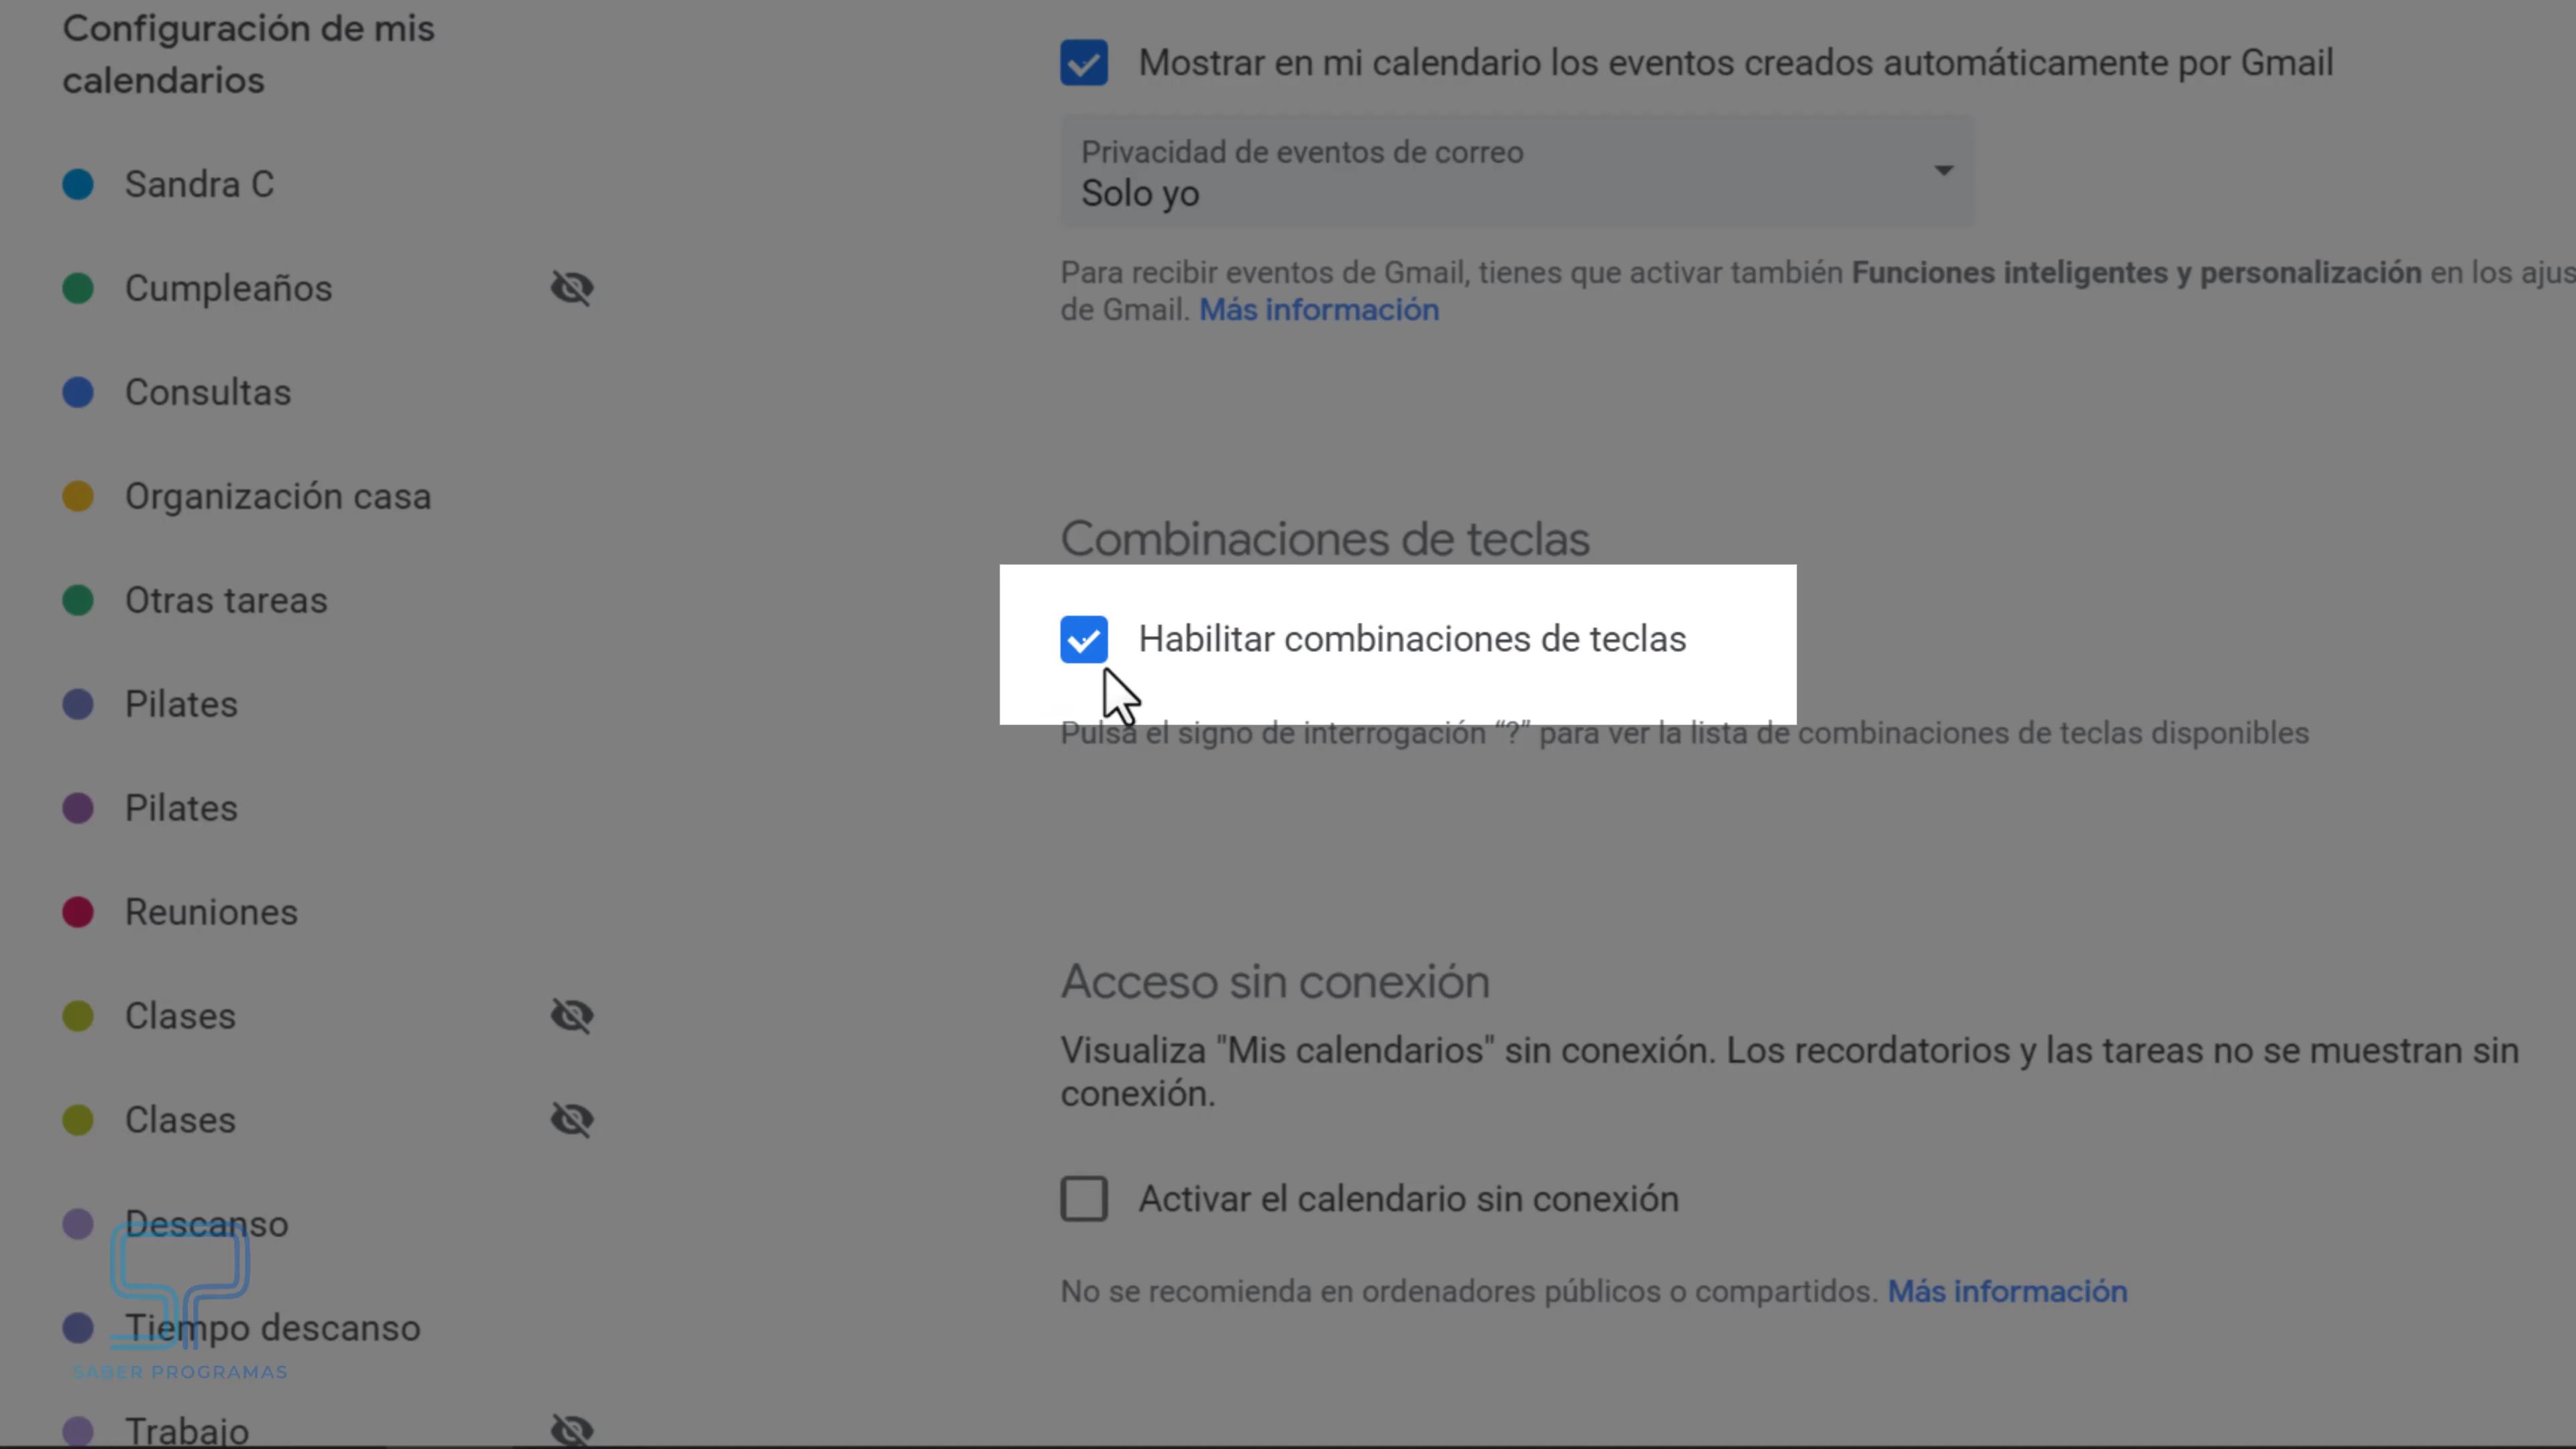 Configuración de mis
calendarios
Sandra C
Cumpleaños
Consultas
Organización casa
Otras tareas
Pilates
Pilates
Reuniones
Clases
Clases
Descanso
Tiempo descanso
SABER PROGRAMAS
Trabajo
Mostrar en mi calendario los eventos creados automáticamente por Gmail
Privacidad de eventos de correo
Solo yo
Para recibir eventos de Gmail, tienes que activar también Funciones inteligentes y personalización en los ajus
de Gmail. Más información
Combinaciones de teclas
Habilitar combinaciones de teclas
Pulsa el signo de interrogación “?” para ver la lista de combinaciones de teclas disponibles
Acceso sin conexión
Visualiza "Mis calendarios" sin conexión. Los recordatorios y las tareas no se muestran sin
conexión.
Activar el calendario sin conexión
No se recomienda en ordenadores públicos o compartidos. Más información